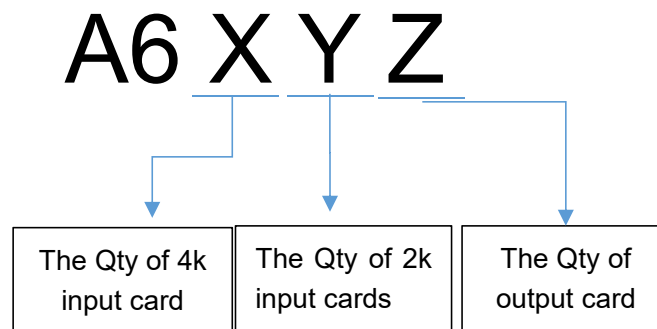 A6 X Y Z
The Qty of 4k
input card
The Qty of 2k
input cards
The Qty of
output card